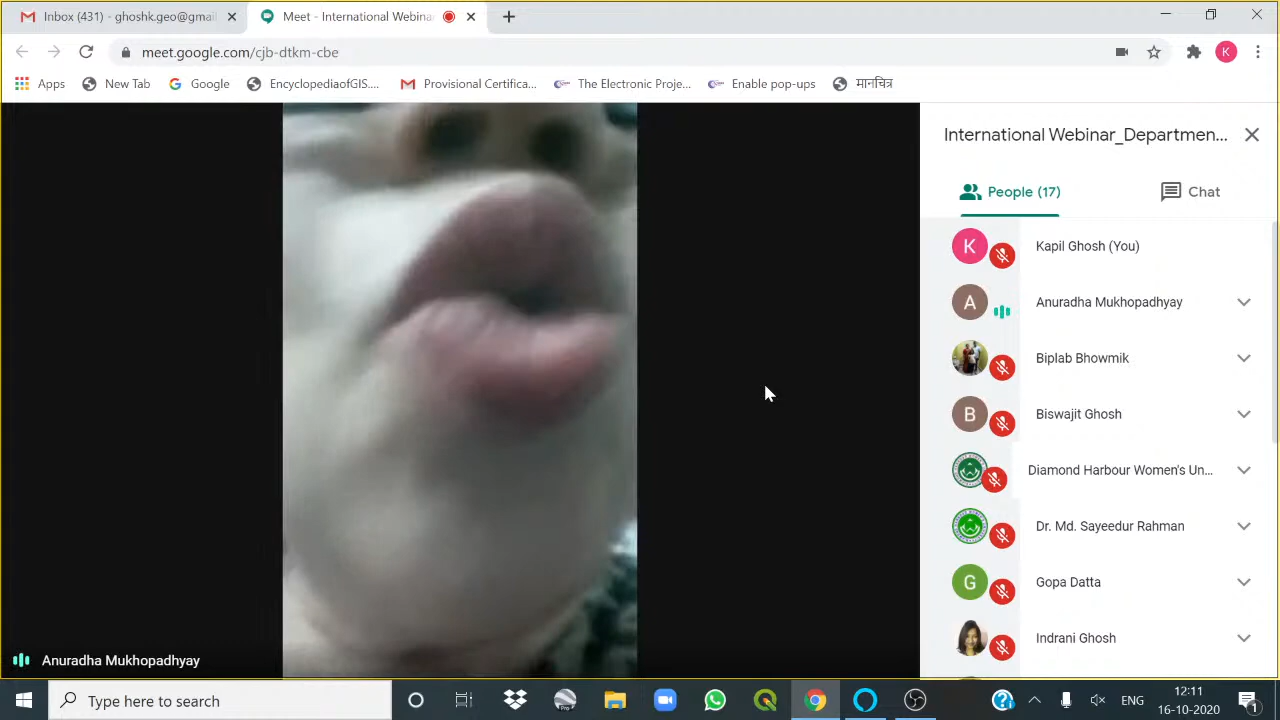 Inbox (431) - ghoshk.geo@gmail
Meet - International Webina
meet.google.com/cjb-dtkm-cbe
K
Apps
New Tab
Google
EncyclopediaofGIS....
Provisional Certifica...
The Electronic Proje...
Enable pop-ups
मानचित्र
International Webinar_Departmen...
People (17)
Chat
K
Kapil Ghosh (You)
A
Anuradha Mukhopadhyay
Biplab Bhowmik
B
Biswajit Ghosh
Diamond Harbour Women's Un...
Dr. Md. Sayeedur Rahman
G
Gopa Datta
Indrani Ghosh
Anuradha Mukhopadhyay
Type here to search
ENG
12:11
16-10-2020
1